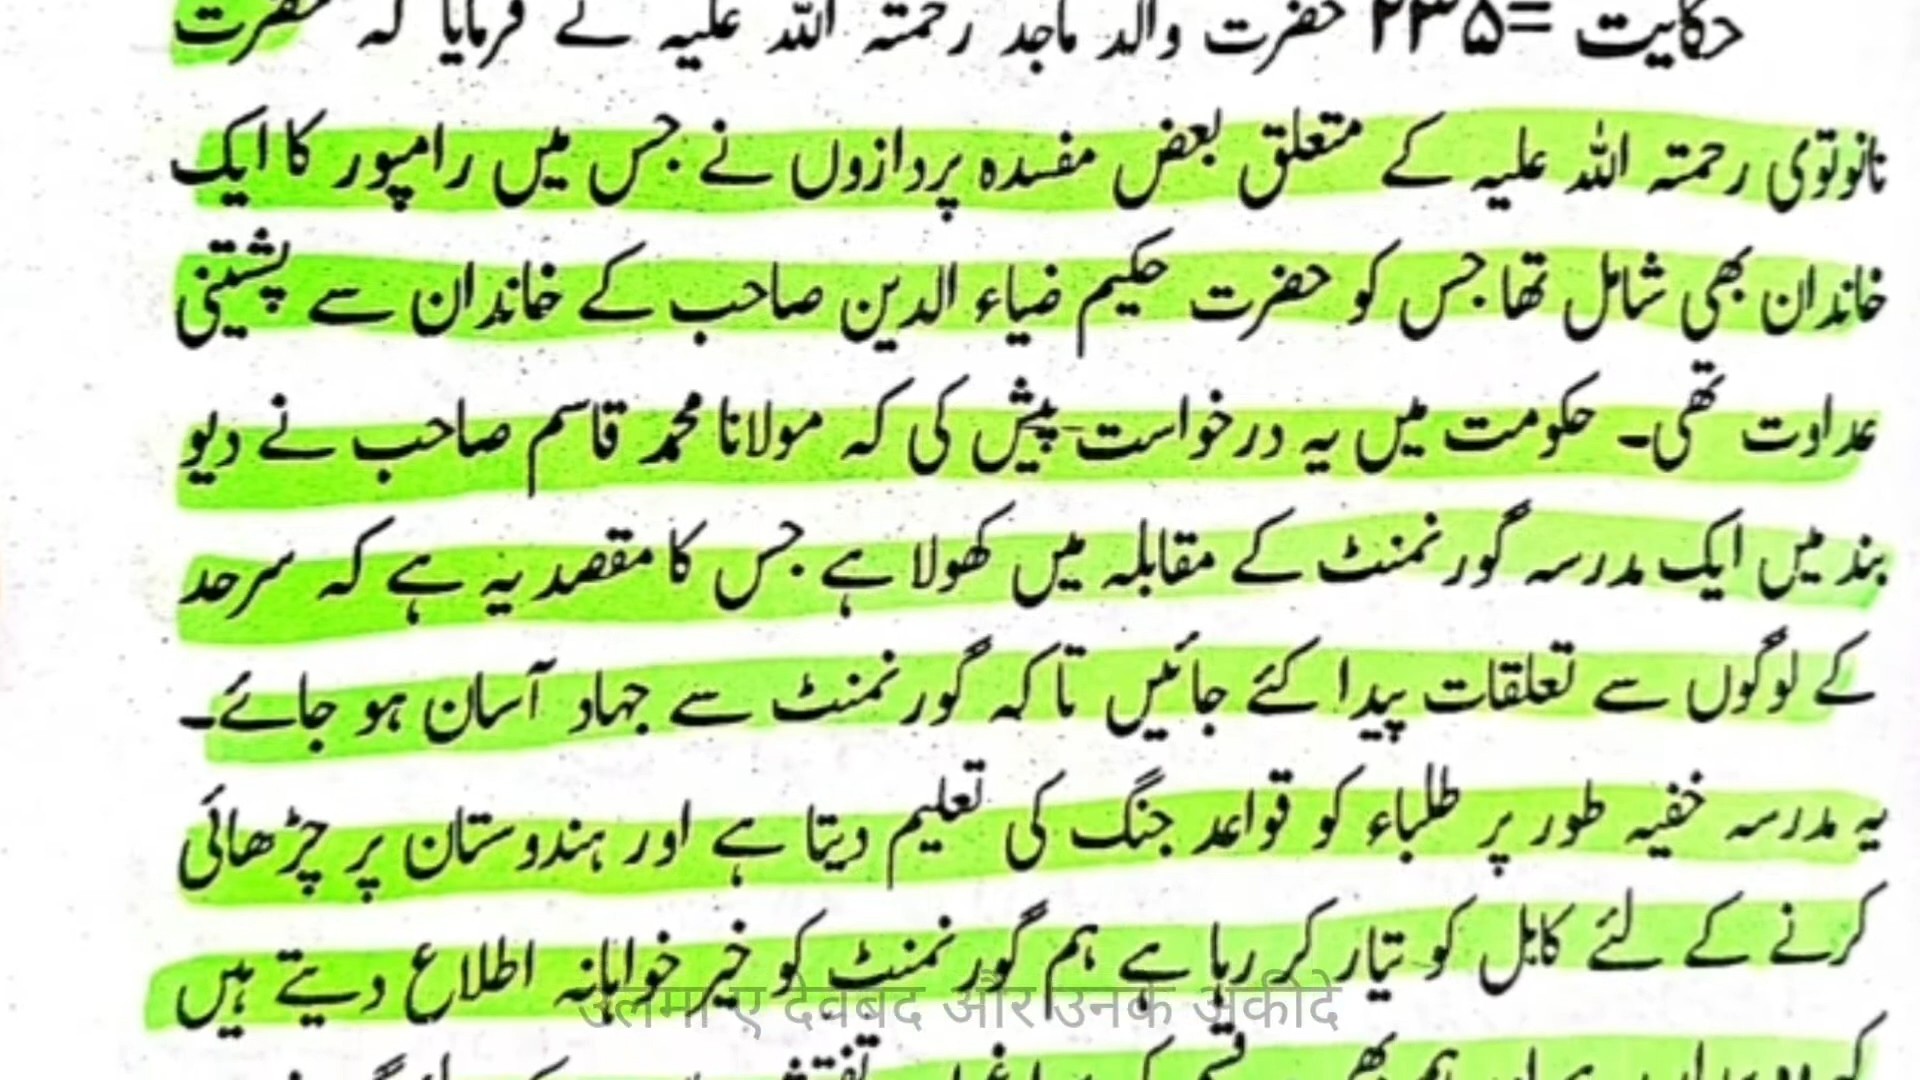 حکایت =۲۳۵ حضرت والد ماجد رحمتہ اللہ علیہ نے فرمایا کہ حضرت
نانوتوی رحمتہ اللہ علیہ کے متعلق بعض مفسدہ پردازوں نے جس میں رامپور کا ایک
خاندان بھی شامل تھا جس کو حضرت حکیم ضیاء الدین صاحب کے خاندان سے پشتینی
عداوت تھی۔ حکومت میں یہ درخواست پیش کی کہ مولانا محمد قاسم صاحب نے دیو
بند میں ایک مدرسہ گورنمنٹ کے مقابلہ میں کھولا ہے جس کا مقصد یہ ہے کہ سرحد
کے لوگوں سے تعلقات پیدا کئے جائیں تا کہ گورنمنٹ سے جہاد آسان ہو جائے۔
یہ مدرسہ خفیہ طور پر طلباء کو قواعد جنگ کی تعلیم دیتا ہے اور ہندوستان پر چڑھائی
کرنے کے لئے کابل کو تیار کر رہا ہے ہم گورنمنٹ کو خیر خواہانہ اطلاع دیتے ہیں
उलमा ए देवबंद और उनके अकीदे